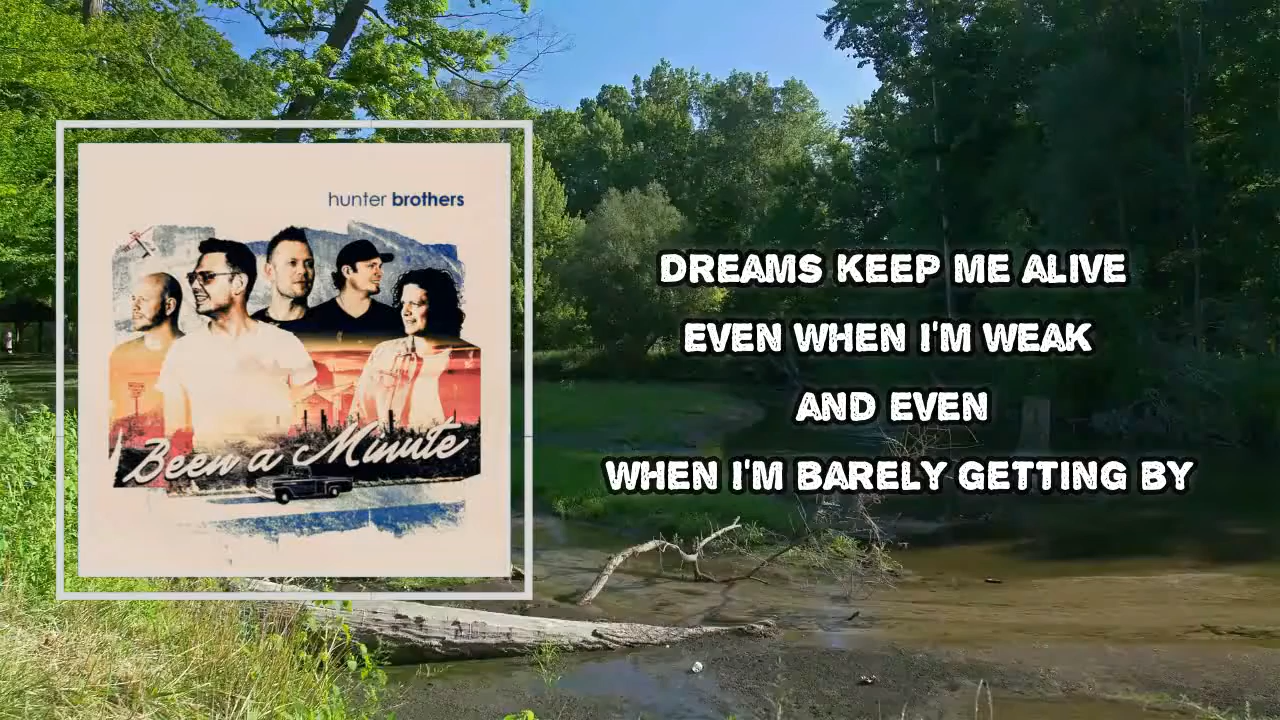 hunter brothers
Been a Minute
DREAMS KEEP ME ALIVE
EVEN WHEN I'M WEAK
AND EVEN
WHEN I'M BARELY GETTING BY